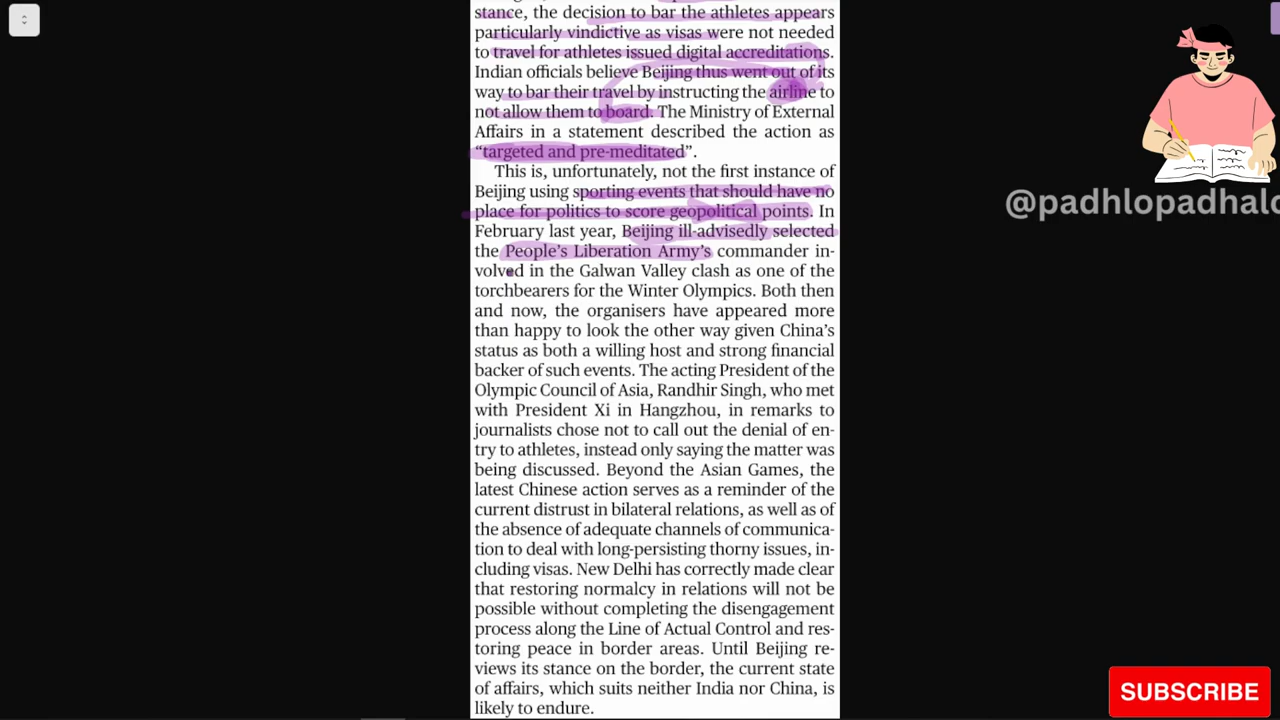 stance, the decision to bar the athletes appears
particularly vindictive as visas were not needed
to travel for athletes issued digital accreditations.
Indian officials believe Beijing thus went out of its
way to bar their travel by instructing the airline to
not allow them to board. The Ministry of External
Affairs in a statement described the action as
“targeted and pre-meditated”.
This is, unfortunately, not the first instance of
Beijing using sporting events that should have no
place for politics to score geopolitical points. In
February last year, Beijing ill-advisedly selected
the People’s Liberation Army’s commander in-
volved in the Galwan Valley clash as one of the
torchbearers for the Winter Olympics. Both then
and now, the organisers have appeared more
than happy to look the other way given China’s
status as both a willing host and strong financial
backer of such events. The acting President of the
Olympic Council of Asia, Randhir Singh, who met
with President Xi in Hangzhou, in remarks to
journalists chose not to call out the denial of en-
try to athletes, instead only saying the matter was
being discussed. Beyond the Asian Games, the
latest Chinese action serves as a reminder of the
current distrust in bilateral relations, as well as of
the absence of adequate channels of communica-
tion to deal with long-persisting thorny issues, in-
cluding visas. New Delhi has correctly made clear
that restoring normalcy in relations will not be
possible without completing the disengagement
process along the Line of Actual Control and res-
toring peace in border areas. Until Beijing re-
views its stance on the border, the current state
of affairs, which suits neither India nor China, is
likely to endure.
@padhlopadhalo
SUBSCRIBE